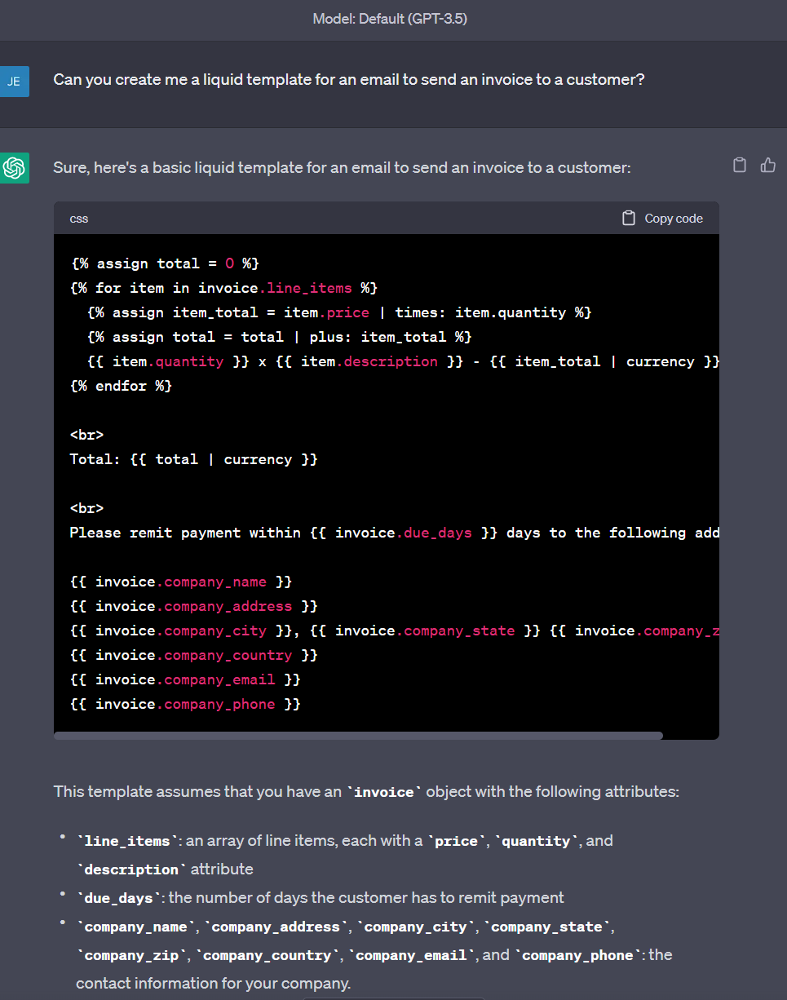 Model: Default (GPT-3.5)
JE
Can you create me a liquid template for an email to send an invoice to a customer?
Sure, here's a basic liquid template for an email to send an invoice to a customer:
css
Copy code
{% assign total = 0 %}
{% for item in invoice.line_items %}
  {% assign item_total = item.price | times: item.quantity %}
  {% assign total = total | plus: item_total %}
  {{ item.quantity }} x {{ item.description }} - {{ item_total | currency }}
{% endfor %}
<br>
Total: {{ total | currency }}
<br>
Please remit payment within {{ invoice.due_days }} days to the following add
{{ invoice.company_name }}
{{ invoice.company_address }}
{{ invoice.company_city }}, {{ invoice.company_state }} {{ invoice.company_z
{{ invoice.company_country }}
{{ invoice.company_email }}
{{ invoice.company_phone }}
This template assumes that you have an `invoice` object with the following attributes:
• `line_items`: an array of line items, each with a `price`, `quantity`, and
`description` attribute
• `due_days`: the number of days the customer has to remit payment
• `company_name`, `company_address`, `company_city`, `company_state`,
`company_zip`, `company_country`, `company_email`, and `company_phone`: the
contact information for your company.